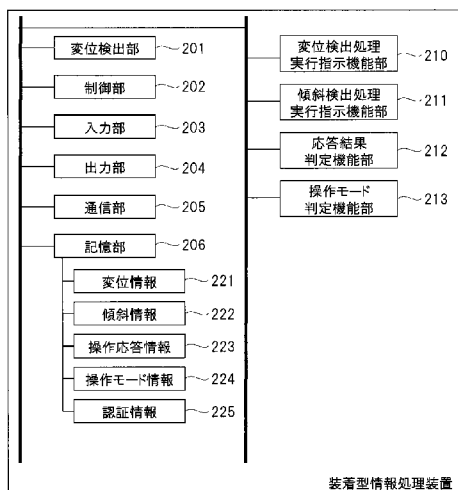 変位検出部 201
制御部 202
入力部 203
出力部 204
通信部 205
記憶部 206
変位情報 221
傾斜情報 222
操作応答情報 223
操作モード情報 224
認証情報 225
変位検出処理
実行指示機能部 210
傾斜検出処理
実行指示機能部 211
応答結果
判定機能部 212
操作モード
判定機能部 213
装着型情報処理装置